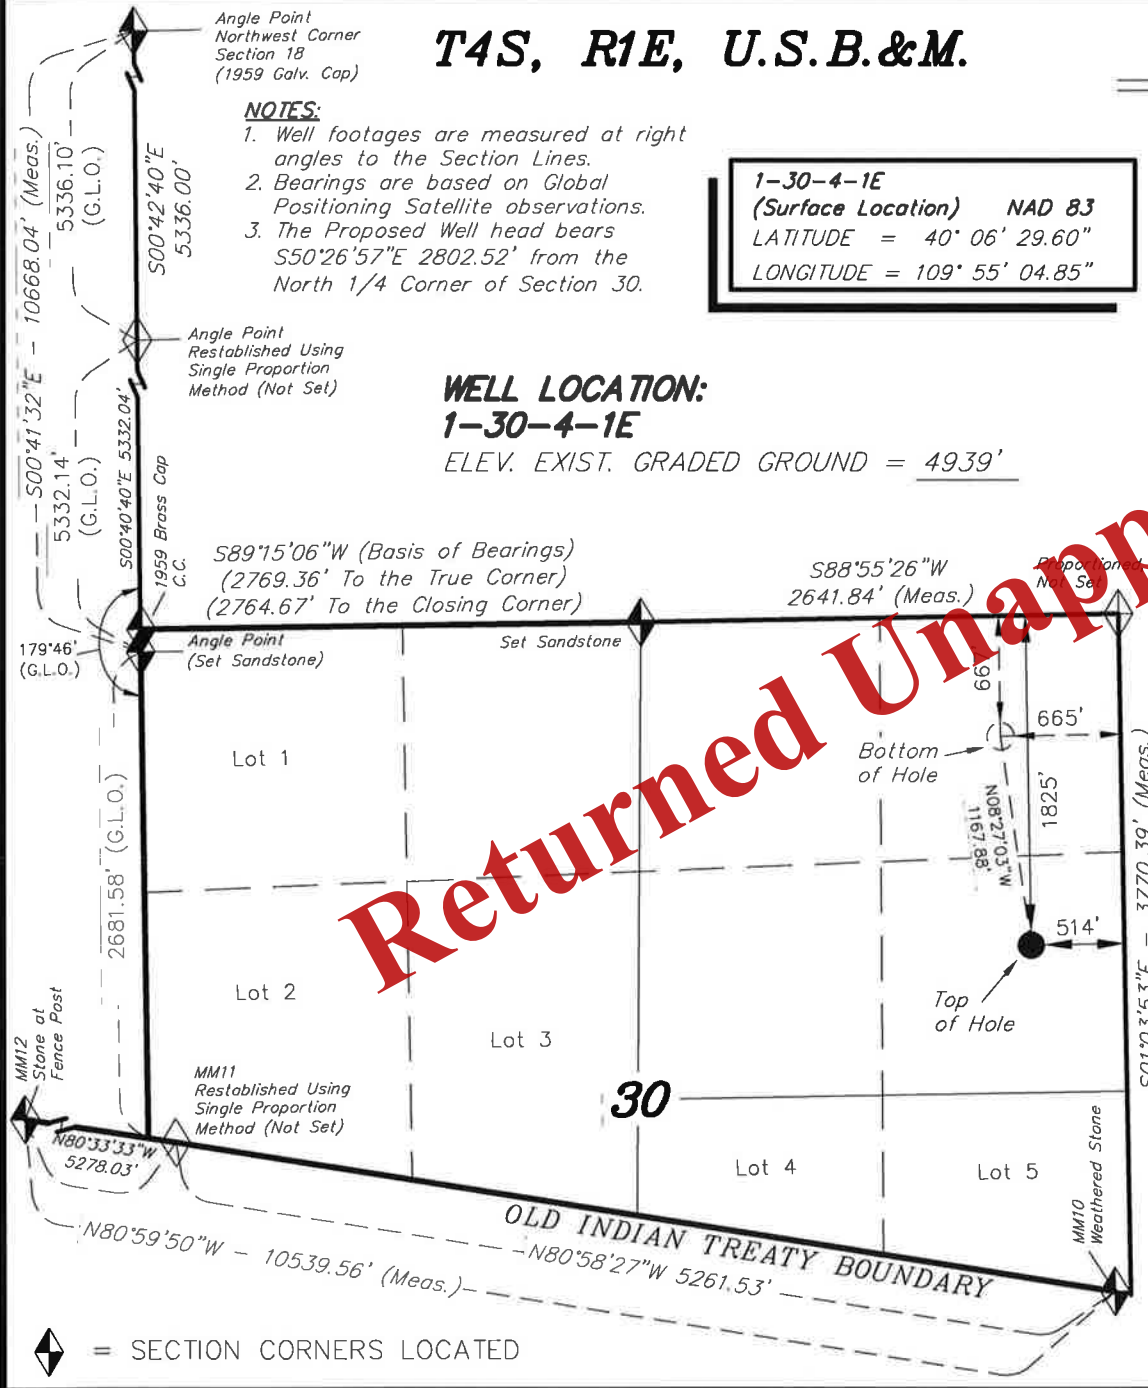 Angle Point
Northwest Corner
Section 18
(1959 Galv. Cap)
T4S, R1E, U.S.B.&M.
NOTES:
1. Well footages are measured at right
angles to the Section Lines.
2. Bearings are based on Global
Positioning Satellite observations.
3. The Proposed Well head bears
S50°26'57"E 2802.52' from the
North 1/4 Corner of Section 30.
1-30-4-1E
(Surface Location) NAD 83
LATITUDE = 40° 06' 29.60"
LONGITUDE = 109° 55' 04.85"
S00°41'32"E - 10668.04' (Meas.)
5336.10'
(G.L.O.)
S00°42'40"E
5336.00'
Angle Point
Restablished Using
Single Proportion
Method (Not Set)
WELL LOCATION:
1-30-4-1E
ELEV. EXIST. GRADED GROUND = 4939'
5332.14'
(G.L.O.)
S00°40'40"E 5332.04'
1959 Brass Cap
C.C.
S89°15'06"W (Basis of Bearings)
(2769.36' To the True Corner)
(2764.67' To the Closing Corner)
S88°55'26"W
2641.84' (Meas.)
Proportioned
Not Set
179°46'
(G.L.O.)
Angle Point
(Set Sandstone)
Set Sandstone
Returned Unapp
665'
Lot 1
Bottom
of Hole
1825'
N08°27'03"W
1167.88'
2681.58' (G.L.O.)
S01°03'53"E - 3770.39' (Meas.)
514'
Top
of Hole
Lot 2
Lot 3
30
MM12
Stone at
Fence Post
MM11
Restablished Using
Single Proportion
Method (Not Set)
N80°33'33"W
5278.03'
Lot 4
Lot 5
MM10
Weathered Stone
OLD INDIAN TREATY BOUNDARY
N80°59'50"W - 10539.56' (Meas.)
N80°58'27"W 5261.53'
= SECTION CORNERS LOCATED